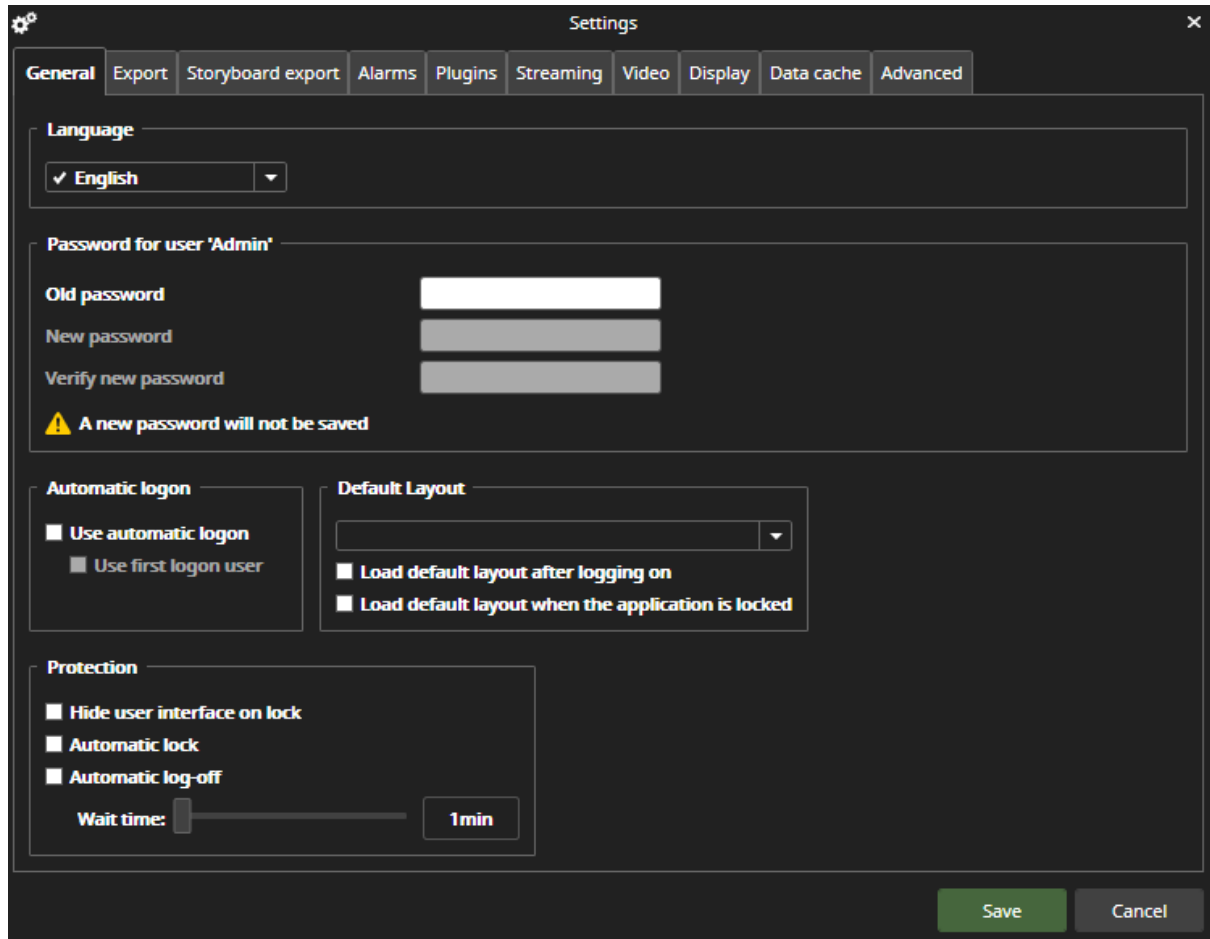 Settings
General Export Storyboard export Alarms Plugins Streaming Video Display Data cache Advanced
Language
English
Password for user 'Admin'
Old password
New password
Verify new password
A new password will not be saved
Automatic logon
Use automatic logon
Use first logon user
Default Layout
Load default layout after logging on
Load default layout when the application is locked
Protection
Hide user interface on lock
Automatic lock
Automatic log-off
Wait time: 1min
Save Cancel